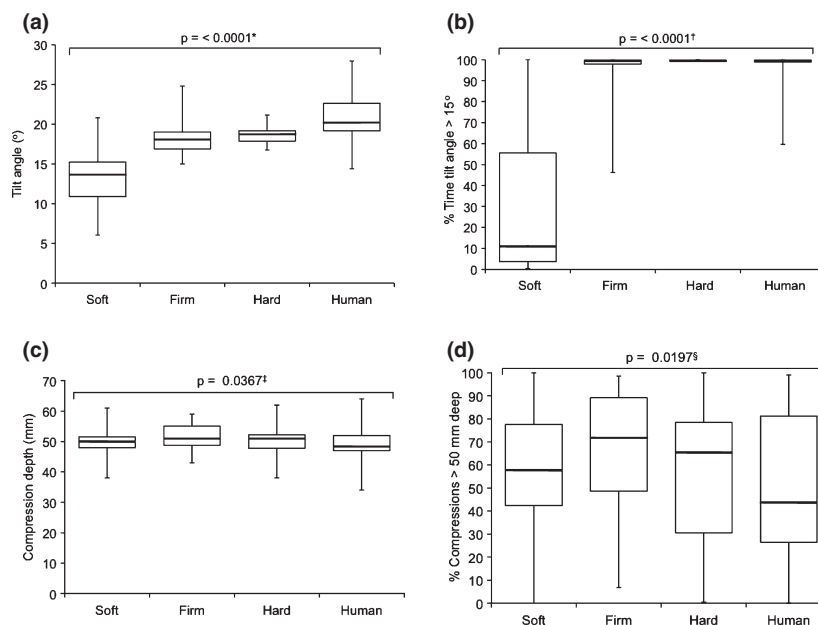 (a)
p = < 0.0001*
30
25
20
15
10
5
0
Tilt angle (º)
Soft Firm Hard Human
(b)
p = < 0.0001†
100
90
80
70
60
50
40
30
20
10
0
% Time tilt angle > 15º
Soft Firm Hard Human
(c)
p = 0.0367‡
70
60
50
40
30
20
10
0
Compression depth (mm)
Soft Firm Hard Human
(d)
p = 0.0197§
100
90
80
70
60
50
40
30
20
10
0
% Compressions > 50 mm deep
Soft Firm Hard Human